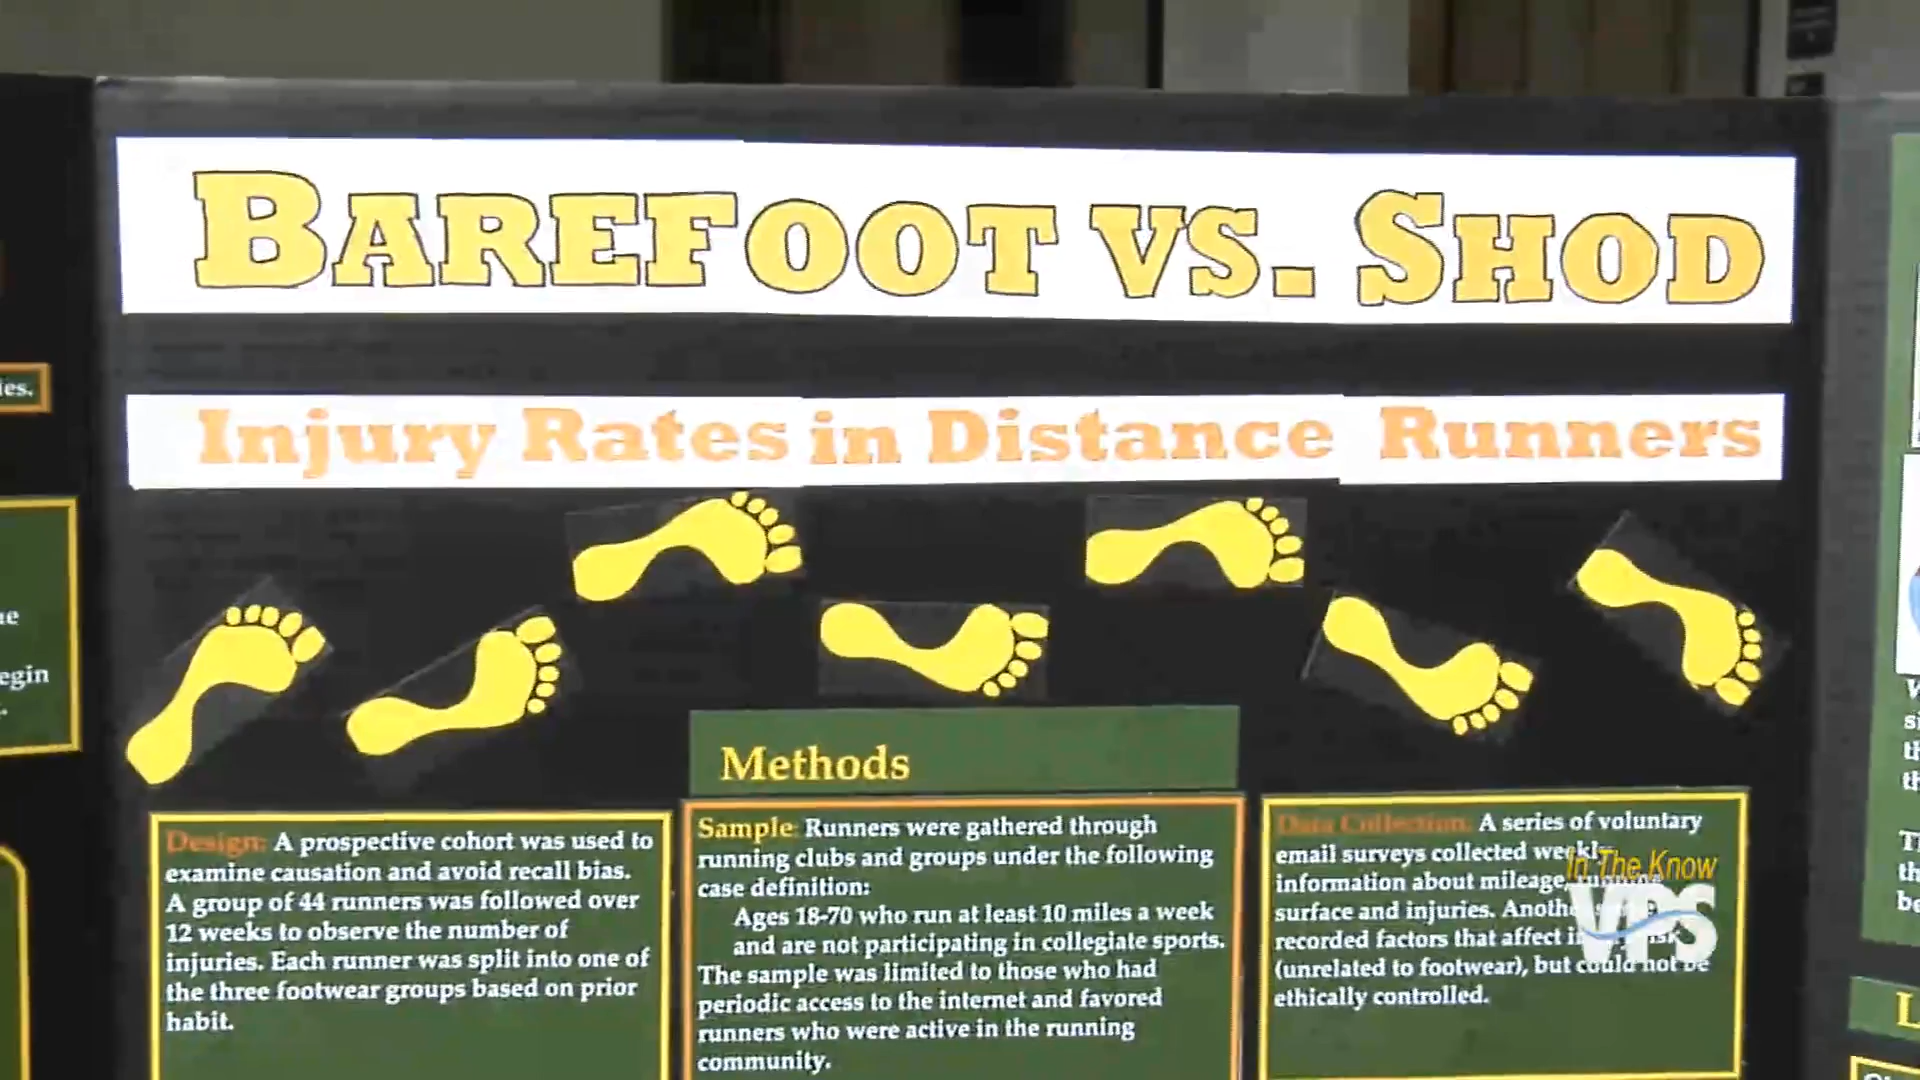 BAREFOOT VS. SHOD
Injury Rates in Distance Runners
ies.
egin
Methods
Design: A prospective cohort was used to
examine causation and avoid recall bias.
A group of 44 runners was followed over
12 weeks to observe the number of
injuries. Each runner was split into one of
the three footwear groups based on prior
habit.
Sample: Runners were gathered through
running clubs and groups under the following
case definition:
Ages 18-70 who run at least 10 miles a week
and are not participating in collegiate sports.
The sample was limited to those who had
periodic access to the internet and favored
runners who were active in the running
community.
Data Collection: A series of voluntary
email surveys collected weekly
information about mileage, running
surface and injuries. Another
recorded factors that affect
(unrelated to footwear), but could not be
ethically controlled.
In The Know
VPS